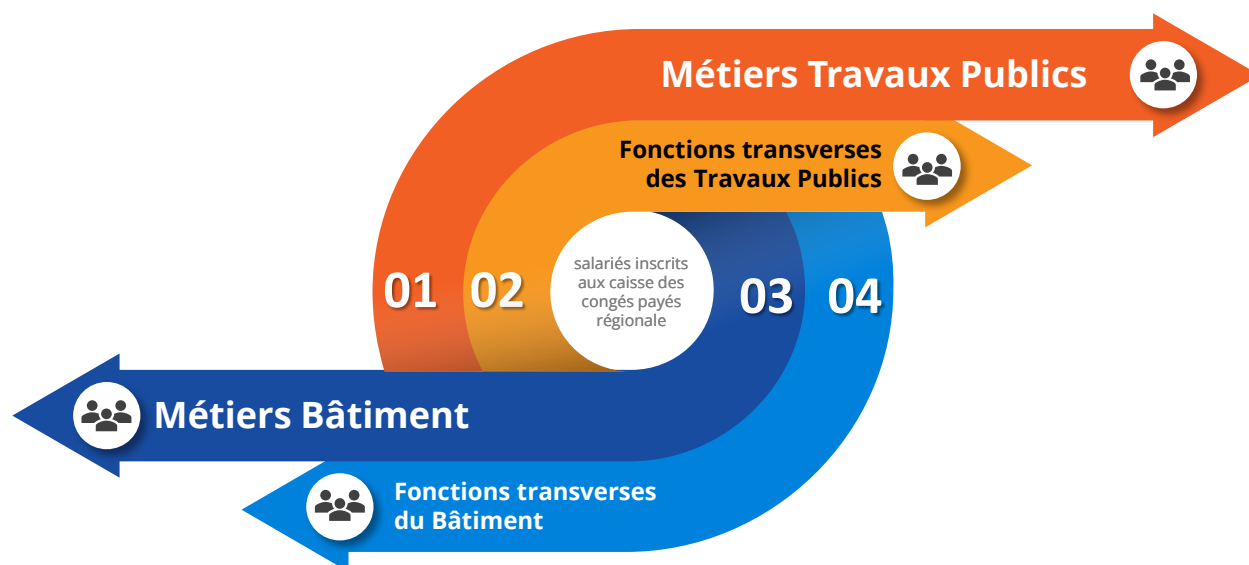 Métiers Travaux Publics
Fonctions transverses
des Travaux Publics
01
02
salariés inscrits
aux caisse des
congés payés
régionale
03
04
Métiers Bâtiment
Fonctions transverses
du Bâtiment